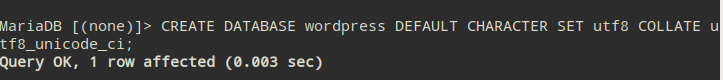 MariaDB [(none)]> CREATE DATABASE wordpress DEFAULT CHARACTER SET utf8 COLLATE u
tf8_unicode_ci;
Query OK, 1 row affected (0.003 sec)